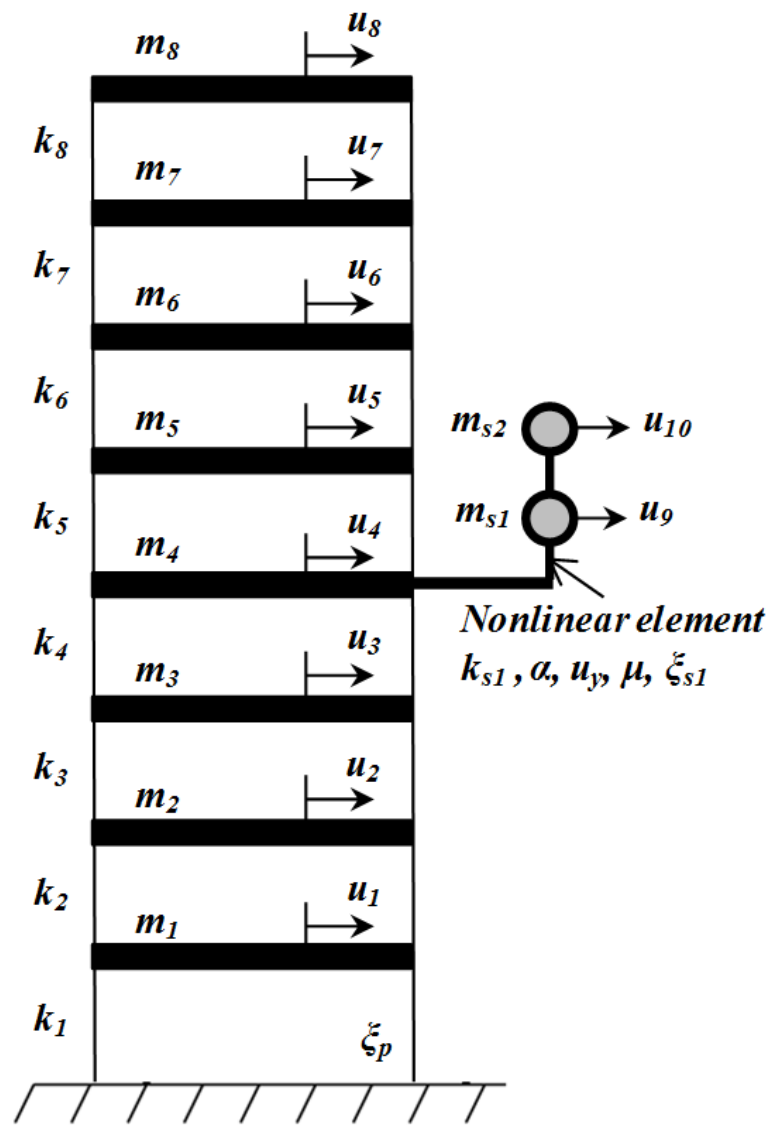 m8 u8
k8
m7 u7
k7
m6 u6
k6
m5 u5
ms2 u10
k5
ms1 u9
m4 u4
Nonlinear element
ks1 , α, uy, μ, ξs1
k4
m3 u3
k3
m2 u2
k2
m1 u1
k1
ξp